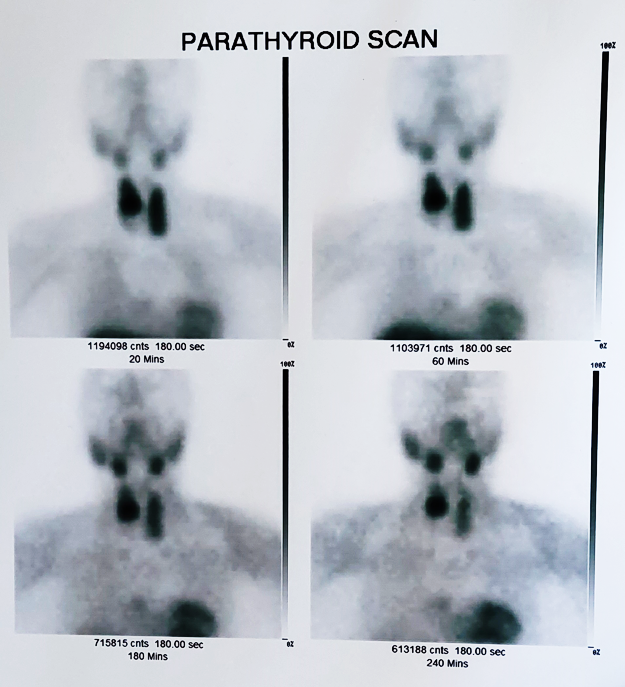 PARATHYROID SCAN
100%
1194098 cnts 180.00 sec
20 Mins
0%
1103971 cnts 180.00 sec
60 Mins
0%
100%
100%
715815 cnts 180.00 sec
180 Mins
0%
613188 cnts 180.00 sec
240 Mins
0%